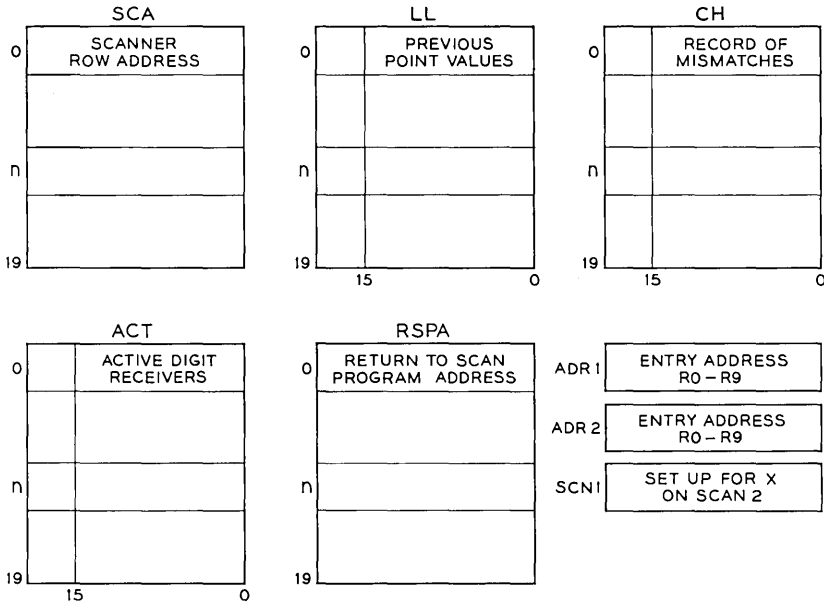 SCA
0
SCANNER
ROW ADDRESS
n
19
LL
0
PREVIOUS
POINT VALUES
n
19
15 0
CH
0
RECORD OF
MISMATCHES
n
19
15 0
ACT
0
ACTIVE DIGIT
RECEIVERS
n
19
15 0
RSPA
0
RETURN TO SCAN
PROGRAM ADDRESS
n
19
ADR 1
ENTRY ADDRESS
R0 – R9
ADR 2
ENTRY ADDRESS
R0 – R9
SCN 1
SET UP FOR X
ON SCAN 2